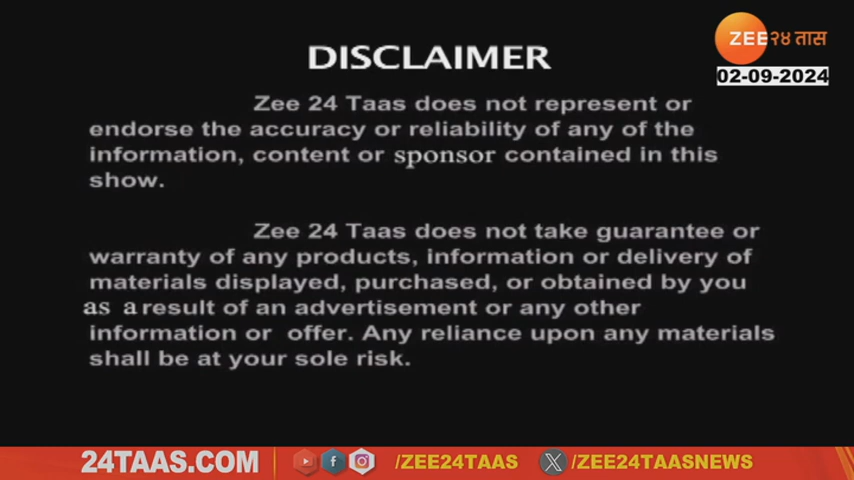 ZEE २४ तास
02-09-2024
DISCLAIMER
Zee 24 Taas does not represent or
endorse the accuracy or reliability of any of the
information, content or sponsor contained in this
show.
Zee 24 Taas does not take guarantee or
warranty of any products, information or delivery of
materials displayed, purchased, or obtained by you
as a result of an advertisement or any other
information or offer. Any reliance upon any materials
shall be at your sole risk.
24TAAS.COM /ZEE24TAAS /ZEE24TAASNEWS